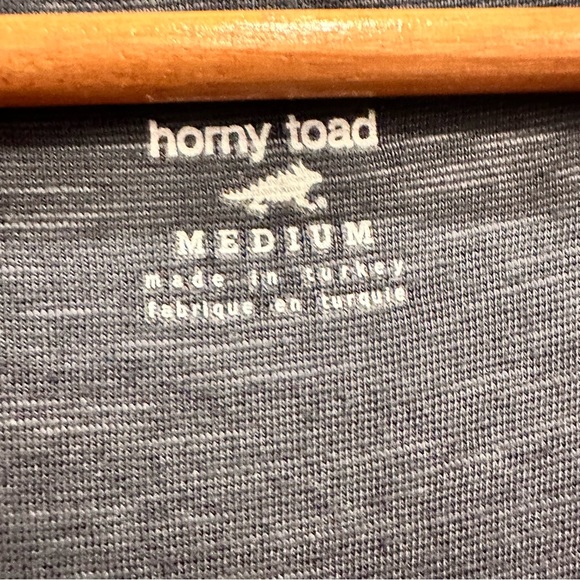 horny toad
MEDIUM
made in turkey
fabrique en turquie